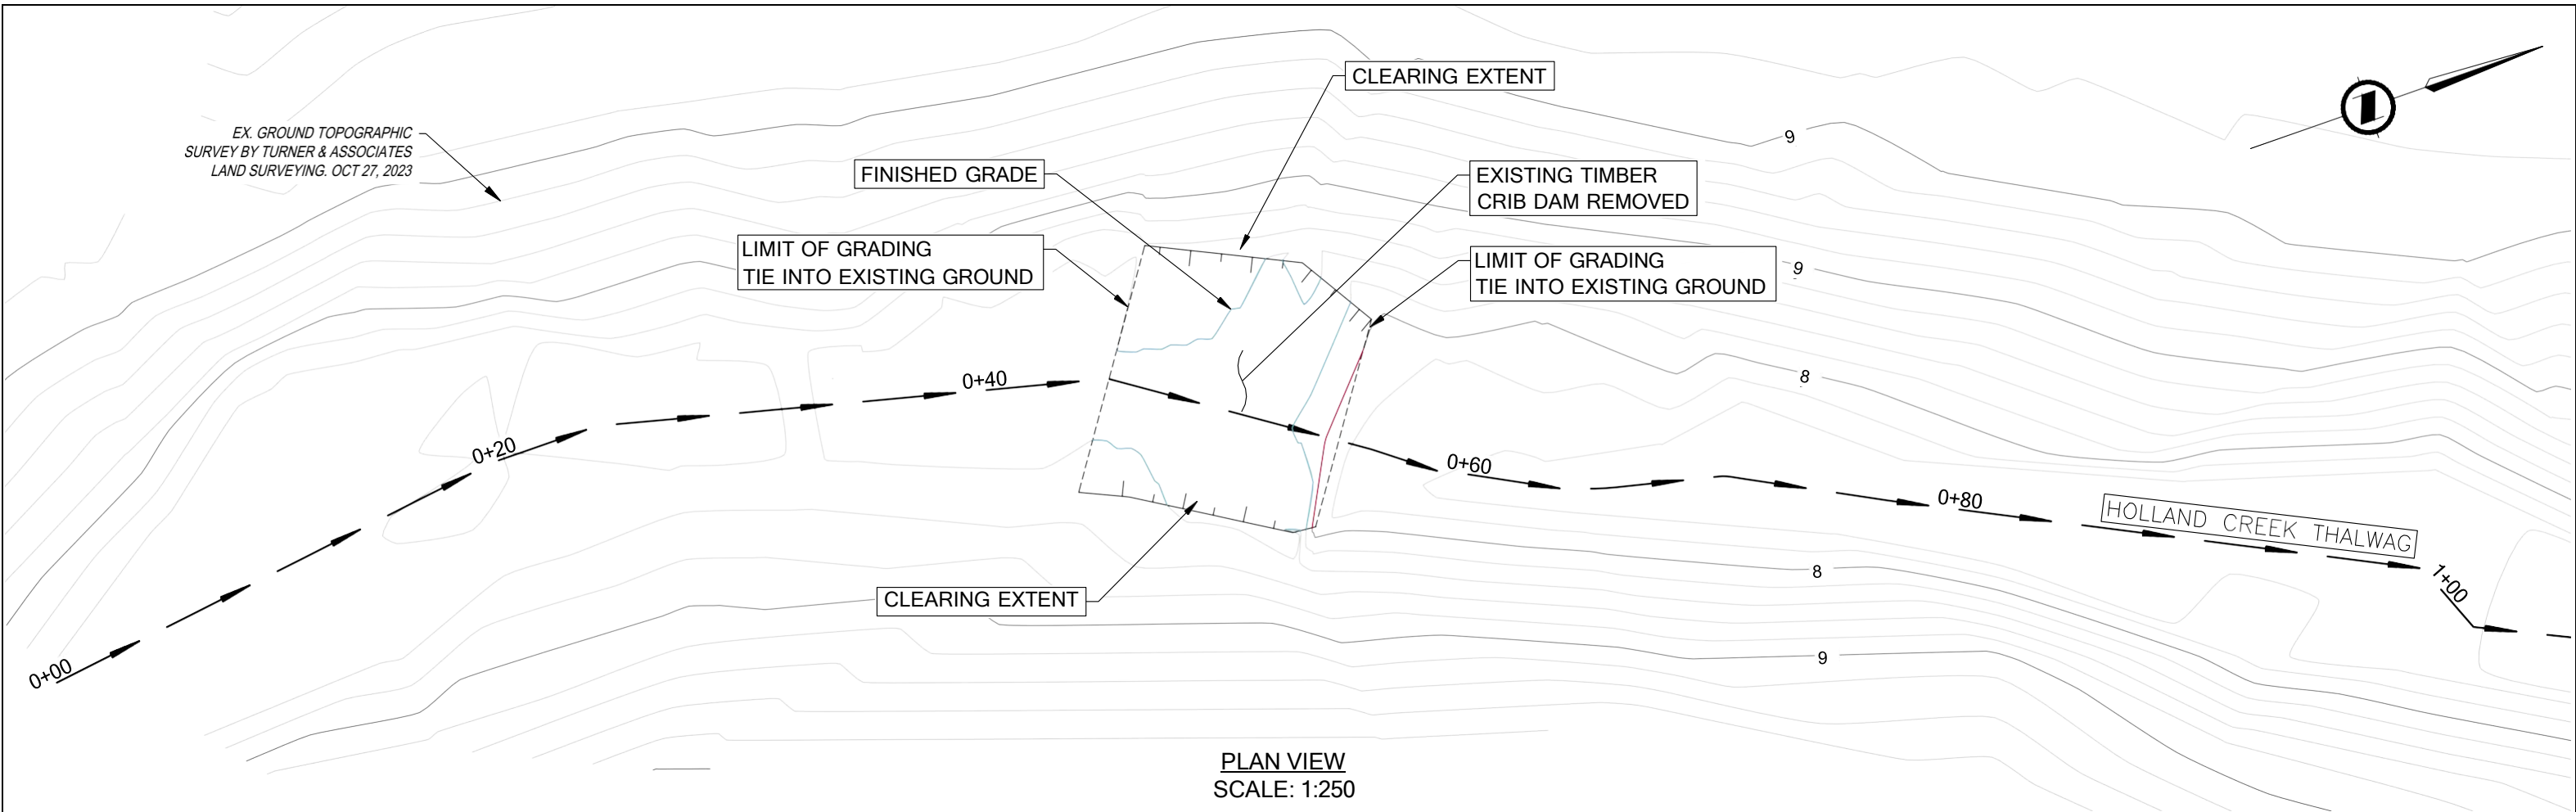 CLEARING EXTENT
9
EX. GROUND TOPOGRAPHIC
SURVEY BY TURNER & ASSOCIATES
LAND SURVEYING. OCT 27, 2023
FINISHED GRADE
EXISTING TIMBER
CRIB DAM REMOVED
LIMIT OF GRADING
TIE INTO EXISTING GROUND
LIMIT OF GRADING
TIE INTO EXISTING GROUND
9
8
0+40
0+20
0+60
0+80
HOLLAND CREEK THALWAG
1+00
8
CLEARING EXTENT
9
0+00
PLAN VIEW
SCALE: 1:250